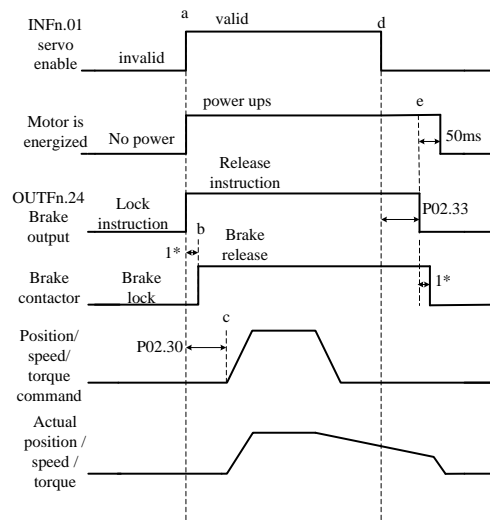 a
d
INFn.01
servo
enable
valid
invalid
power ups
e
Motor is
energized
No power
50ms
Release
instruction
OUTFn.24
Brake
output
Lock
instruction
P02.33
b
1*
Brake
release
Brake
contactor
Brake
lock
1*
c
Position/
speed/
torque
command
P02.30
Actual
position /
speed /
torque